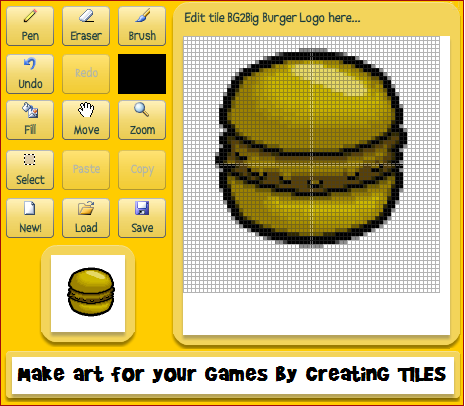 Edit tile BG2Big Burger Logo here...
Pen Eraser Brush
Undo Redo
Fill Move Zoom
Select Paste Copy
New! Load Save
Make art for your Games By Creating TILES